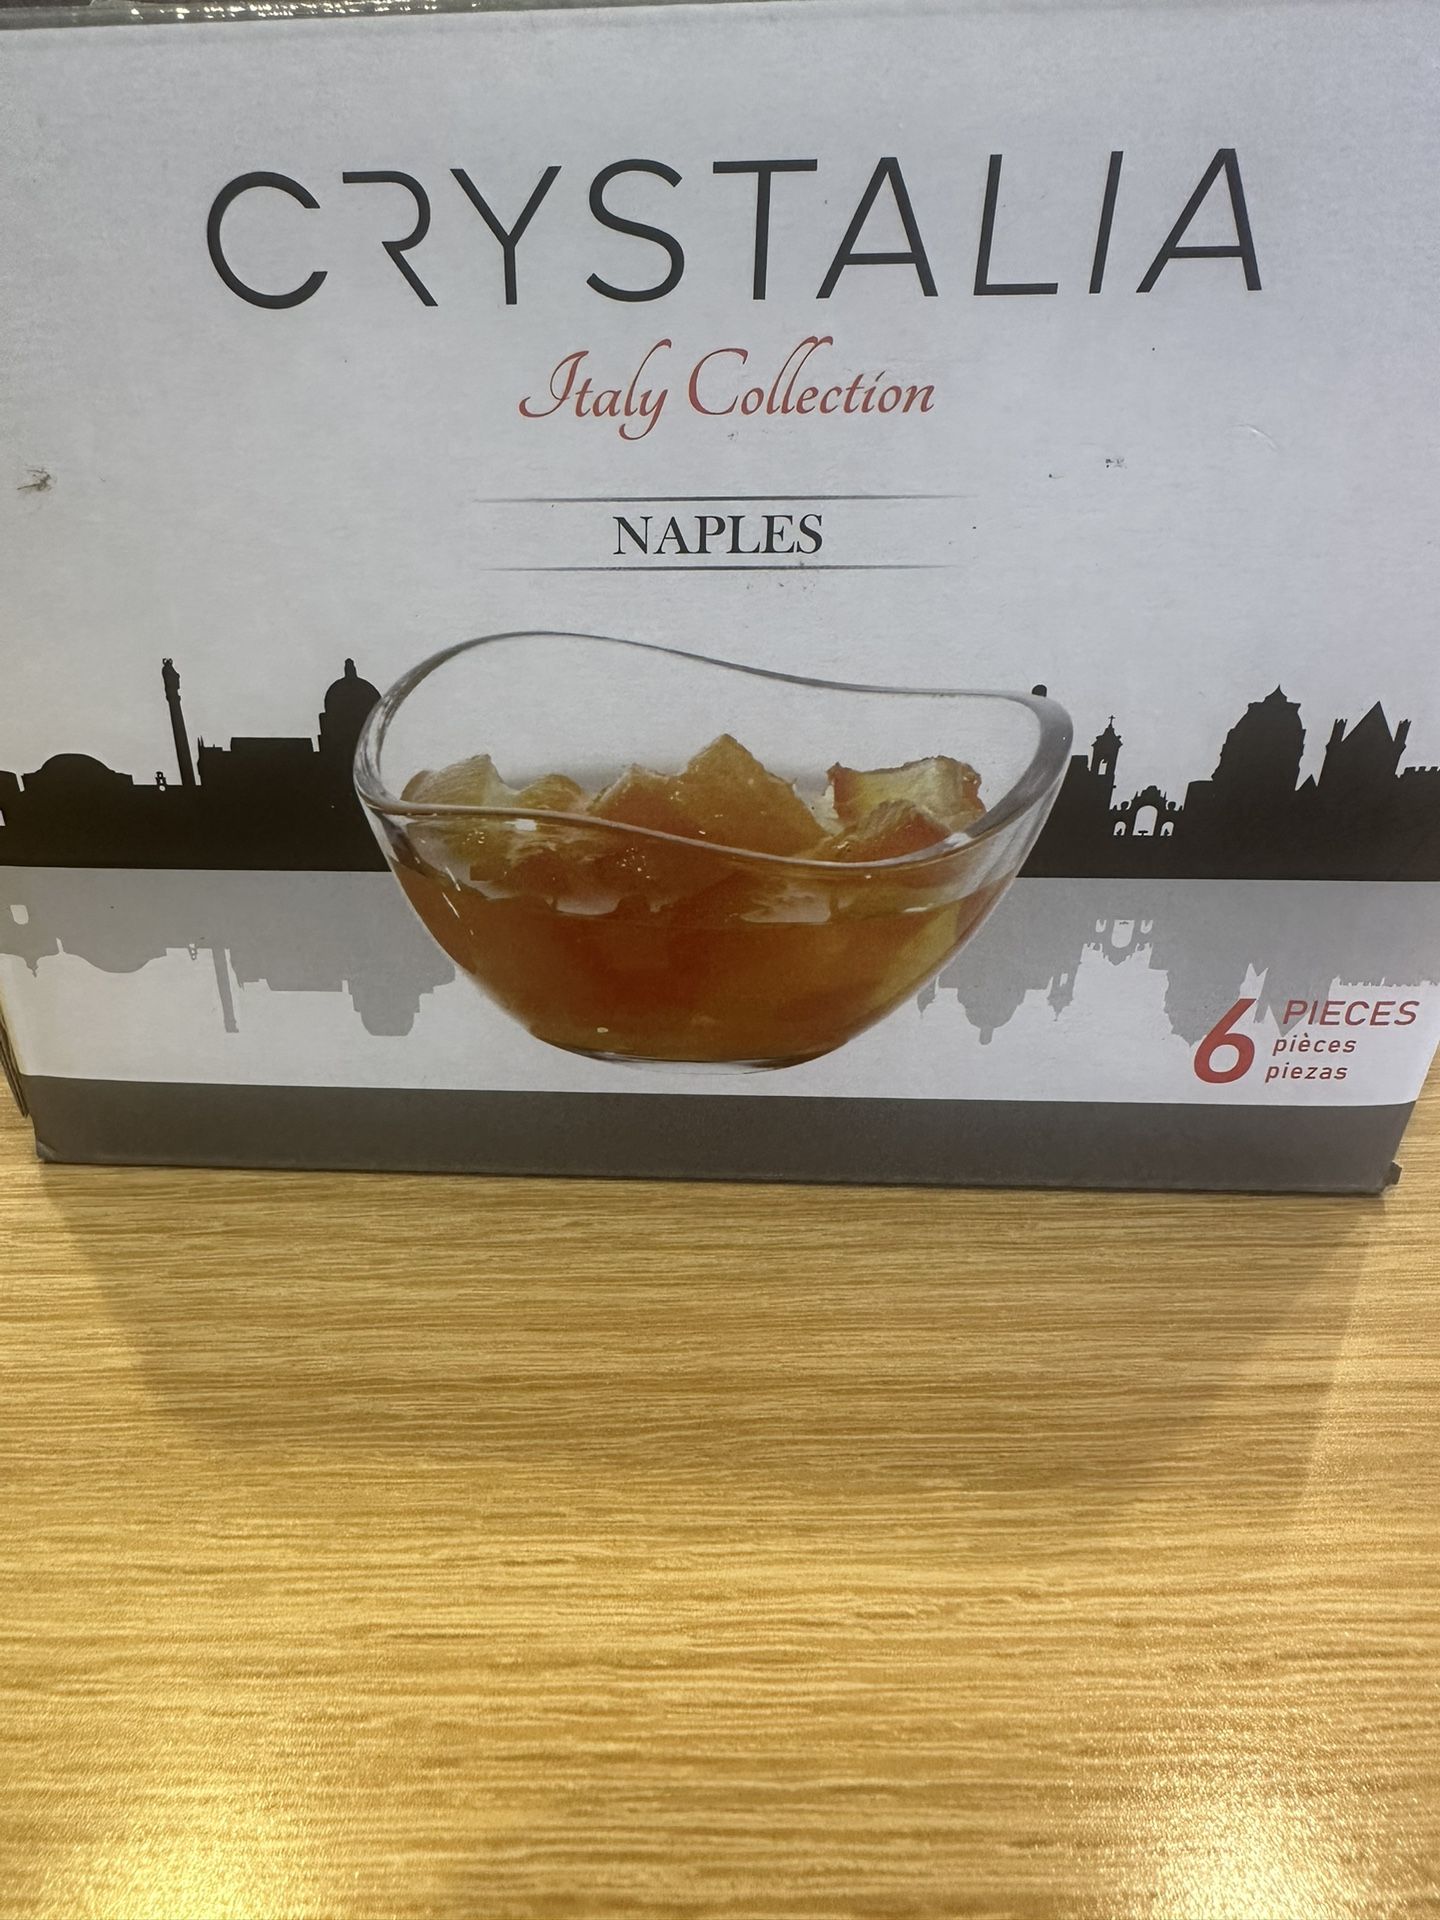 CRYSTALIA
Italy Collection
NAPLES
6 PIECES
pièces
piezas